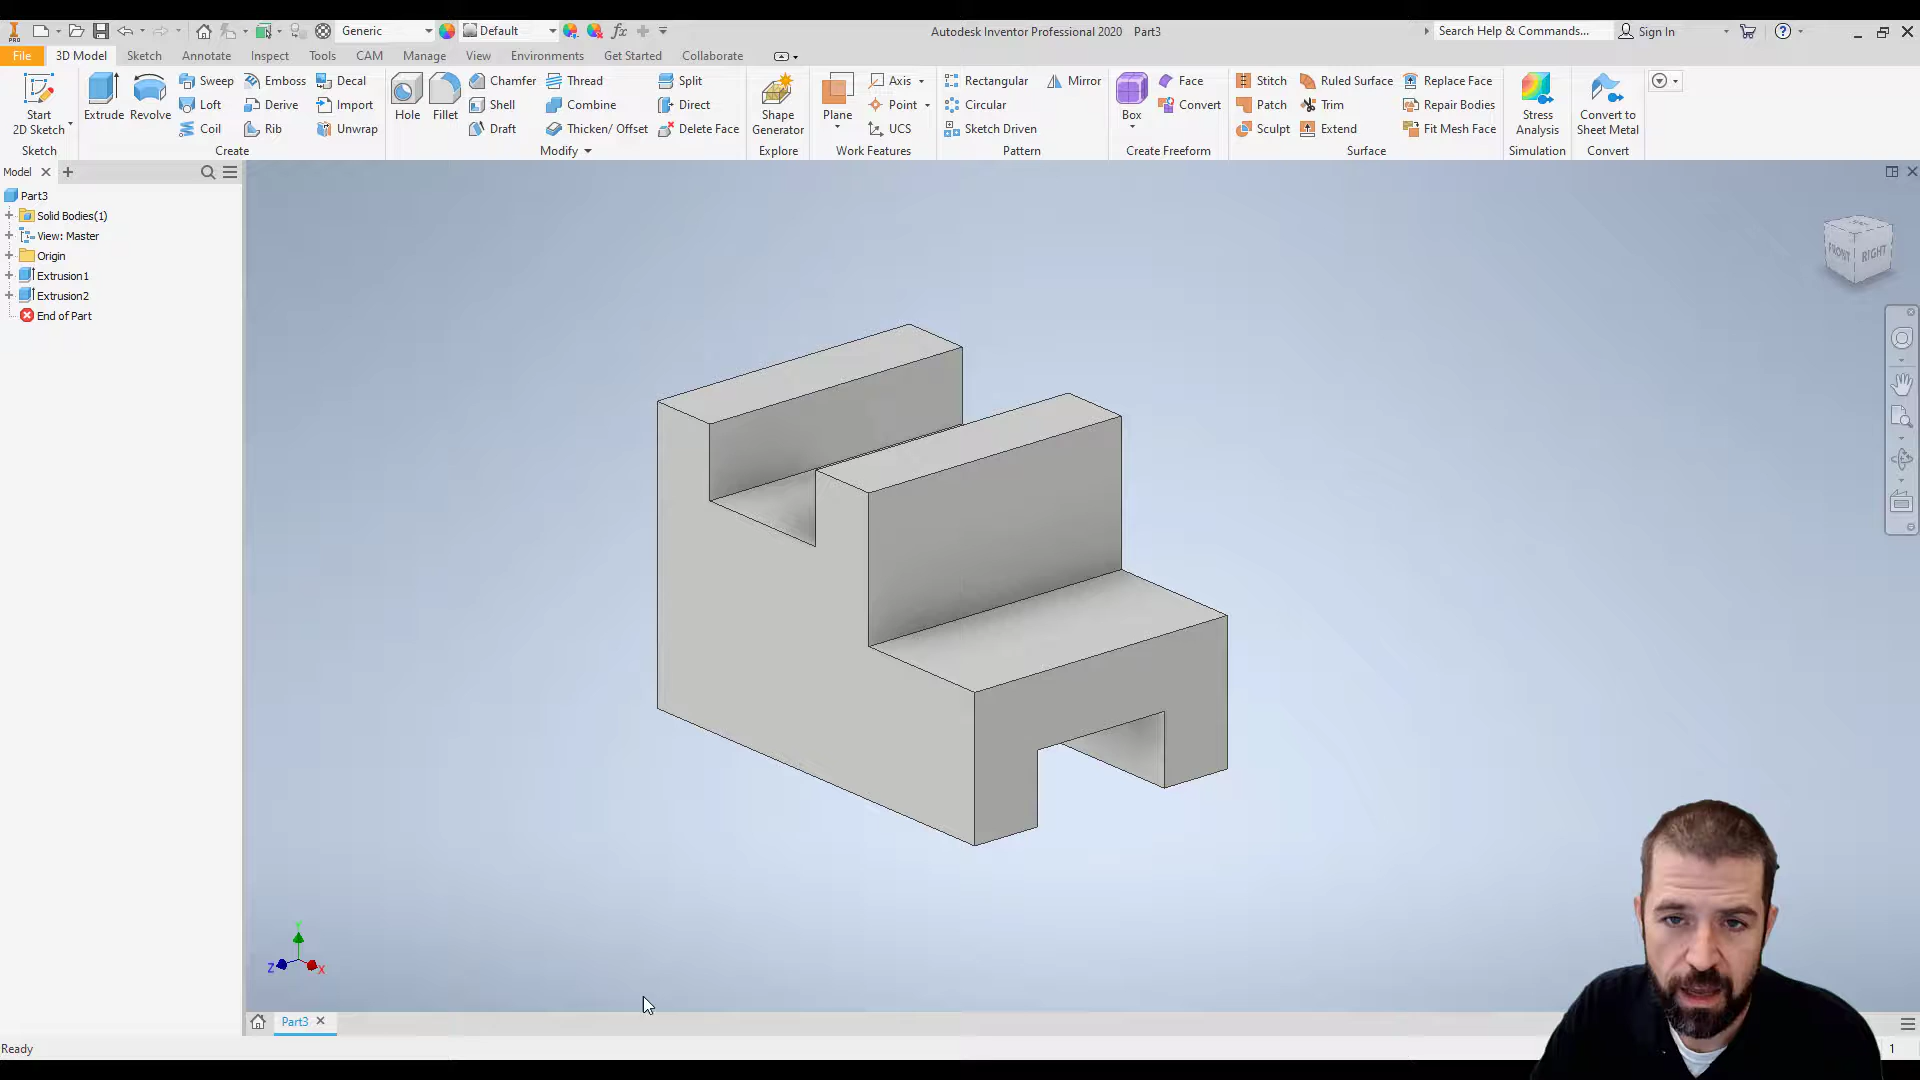 Generic
Default
Autodesk Inventor Professional 2020 Part3
Search Help & Commands...
Sign In
File
3D Model
Sketch
Annotate
Inspect
Tools
CAM
Manage
View
Environments
Get Started
Collaborate
Start
2D Sketch
Sketch
Extrude
Revolve
Sweep
Loft
Coil
Emboss
Derive
Rib
Decal
Import
Unwrap
Create
Hole
Fillet
Chamfer
Shell
Draft
Thread
Combine
Thicken/ Offset
Split
Direct
Delete Face
Modify
Shape
Generator
Explore
Plane
Axis
Point
UCS
Work Features
Rectangular
Circular
Sketch Driven
Mirror
Pattern
Box
Face
Convert
Create Freeform
Stitch
Patch
Sculpt
Ruled Surface
Trim
Extend
Replace Face
Repair Bodies
Fit Mesh Face
Surface
Stress
Analysis
Simulation
Convert to
Sheet Metal
Convert
Model
Part3
Solid Bodies(1)
View: Master
Origin
Extrusion1
Extrusion2
End of Part
FRONT
RIGHT
Y
Z
X
Part3
Ready
1